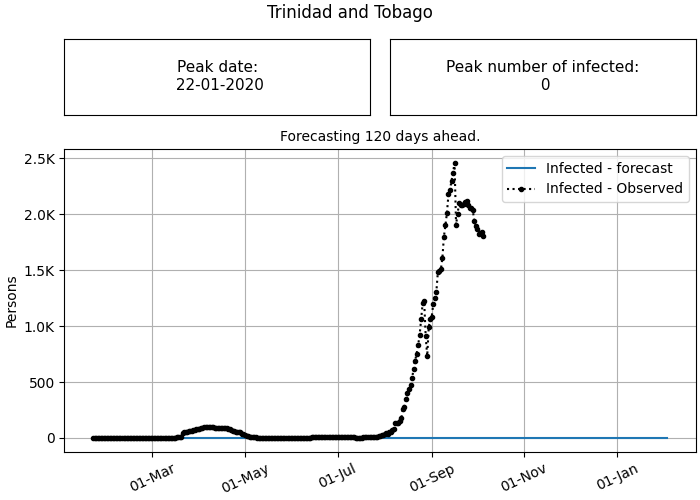 Trinidad and Tobago
Peak date:
22-01-2020
Peak number of infected:
0
Forecasting 120 days ahead.
Infected - forecast
Infected - Observed
Persons
2.5K
2.0K
1.5K
1.0K
500
0
01-Mar
01-May
01-Jul
01-Sep
01-Nov
01-Jan